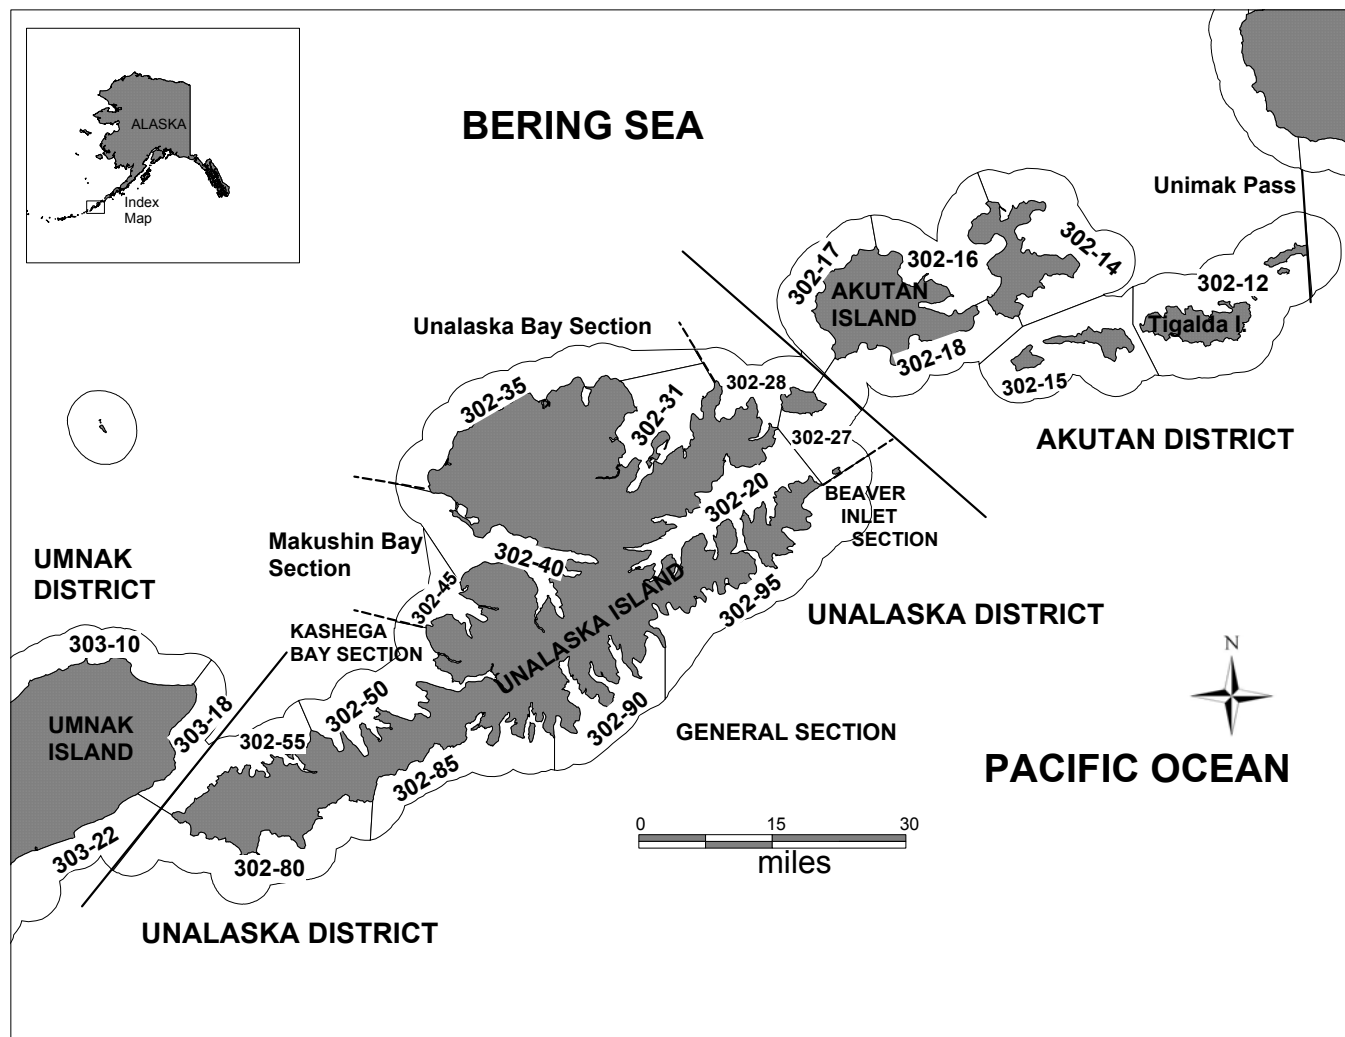 ALASKA
Index
Map
BERING SEA
Unimak Pass
302-17
302-16
302-14
302-12
AKUTAN
ISLAND
Tigalda I.
302-18
302-15
AKUTAN DISTRICT
Unalaska Bay Section
302-35
302-31
302-28
302-27
302-20
BEAVER
INLET
SECTION
Makushin Bay
Section
302-40
302-45
UMNAK
DISTRICT
UNALASKA ISLAND
302-95
UNALASKA DISTRICT
KASHEGA
BAY SECTION
303-10
303-18
302-50
302-55
UMNAK
ISLAND
302-90
GENERAL SECTION
302-85
N
PACIFIC OCEAN
0 15 30
miles
303-22
302-80
UNALASKA DISTRICT